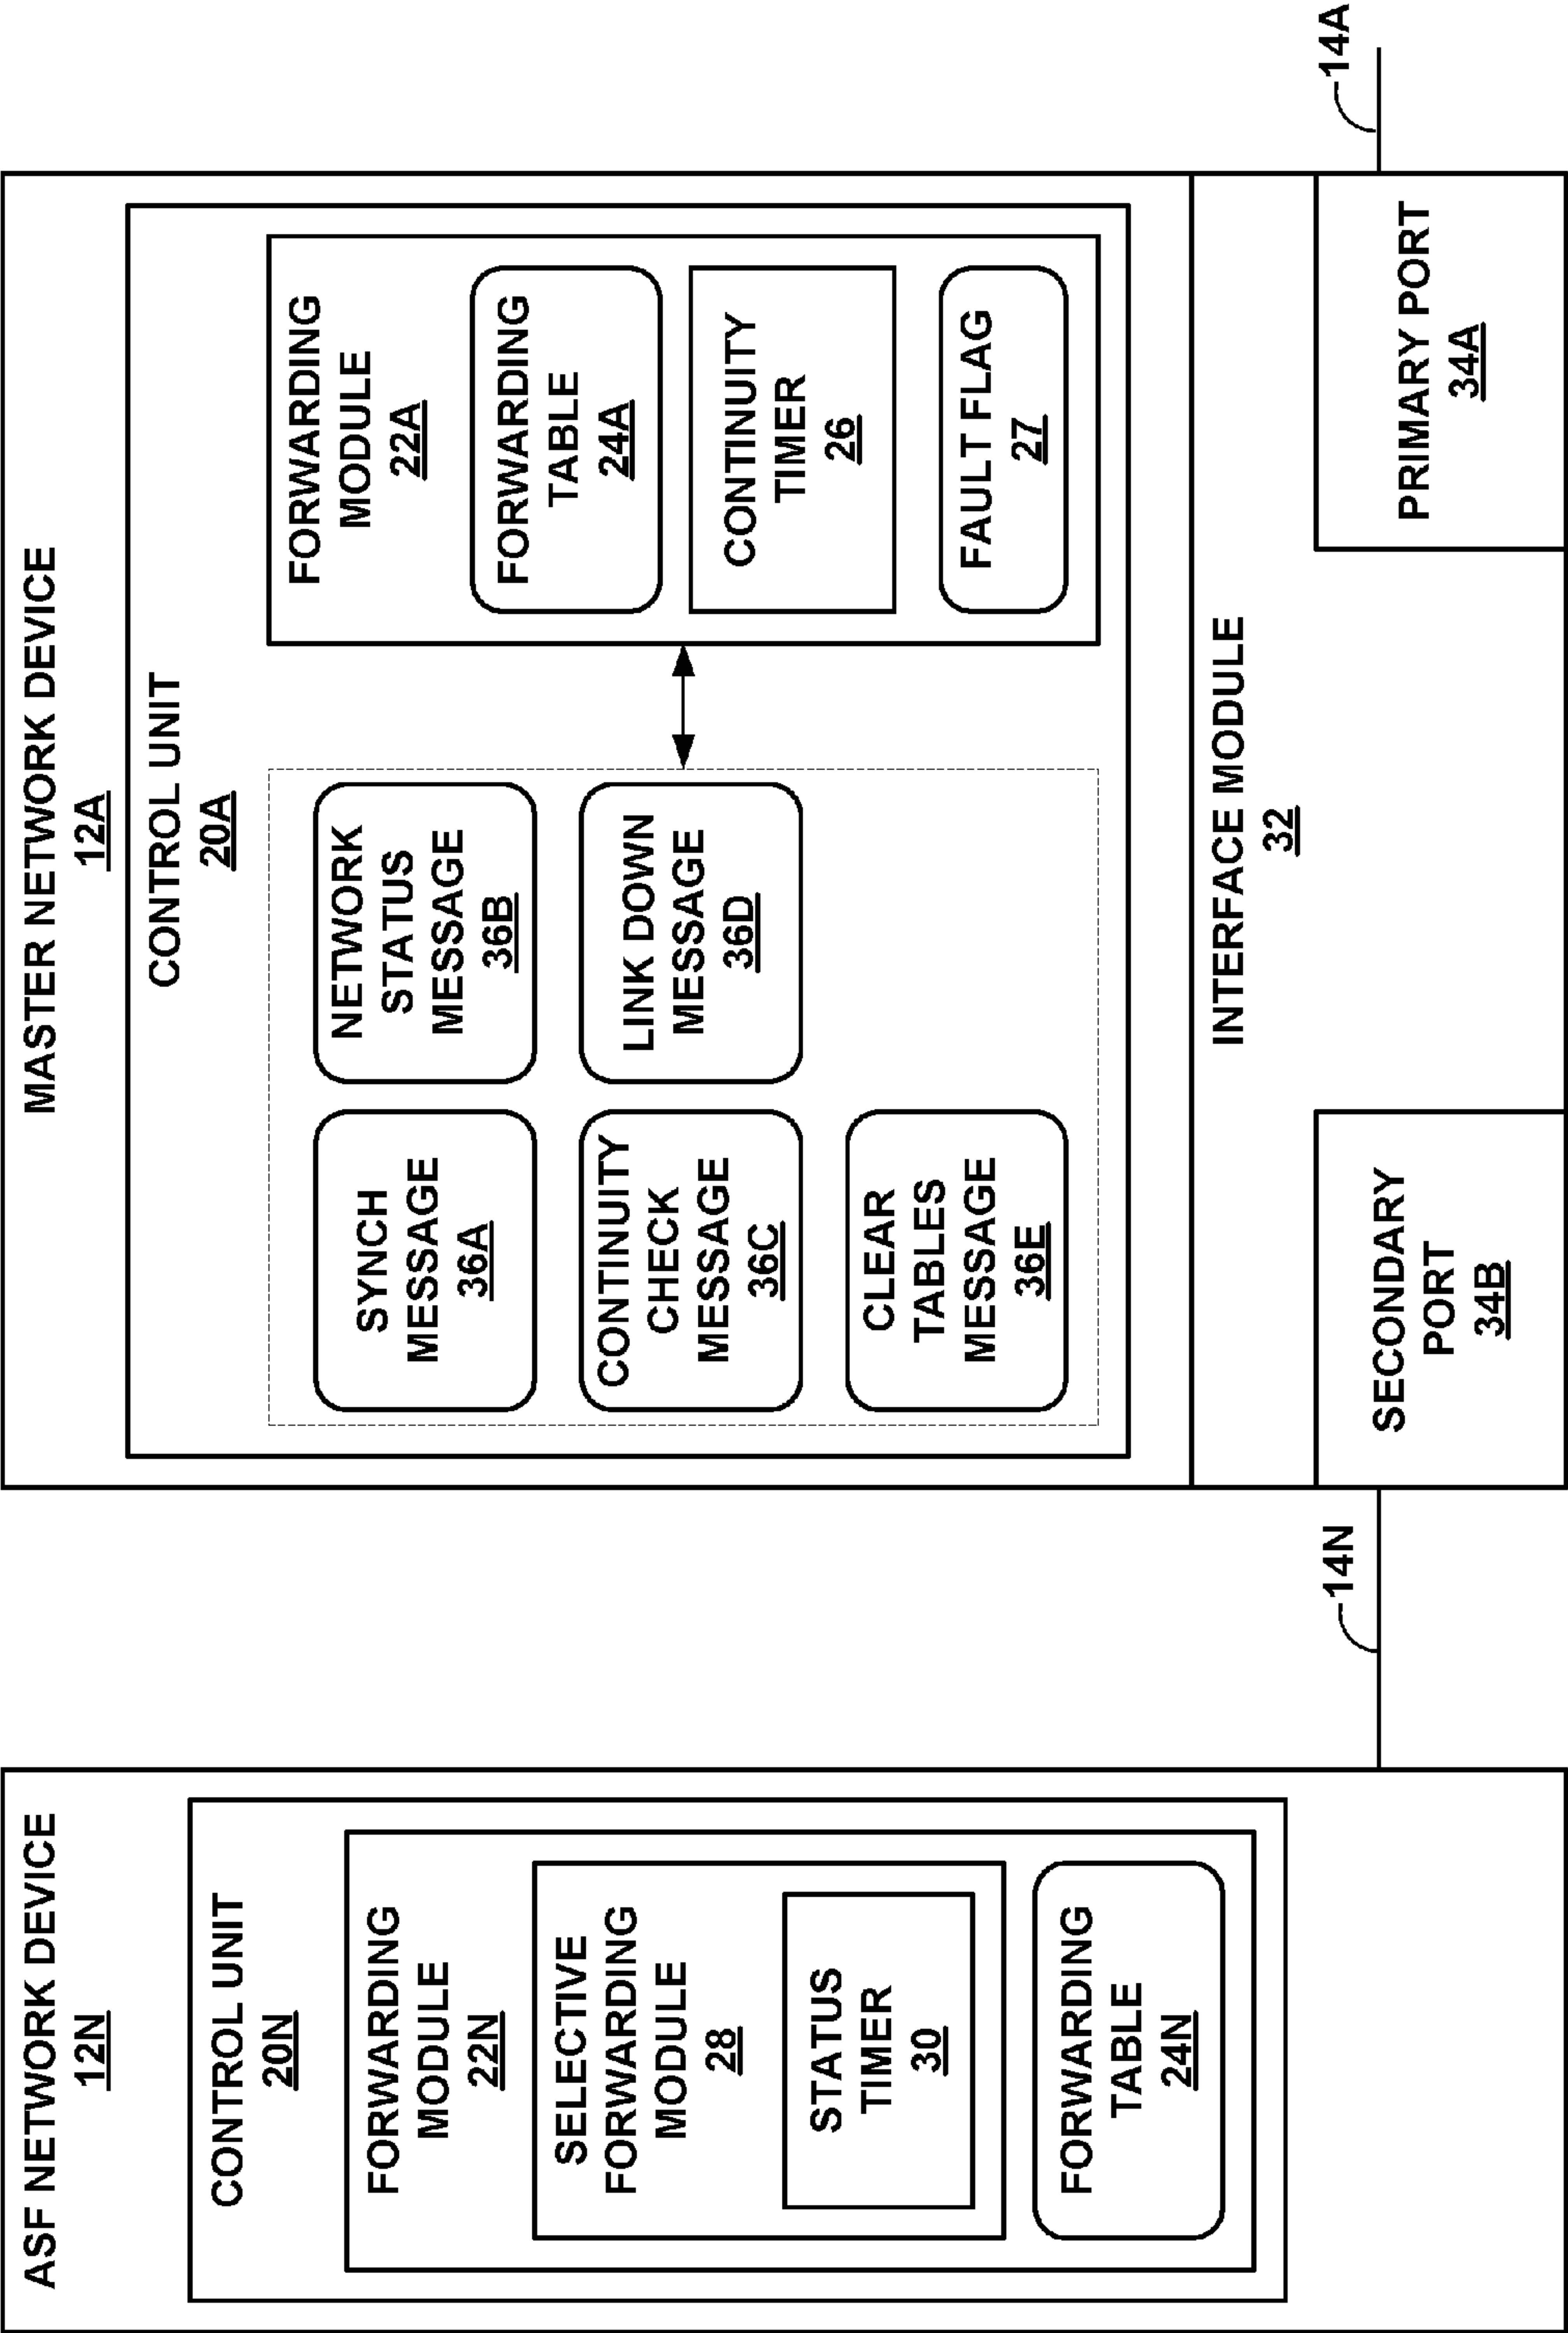 ASF NETWORK DEVICE
12N
CONTROL UNIT
20N
FORWARDING
MODULE
22N
SELECTIVE
FORWARDING
MODULE
28
STATUS
TIMER
30
FORWARDING
TABLE
24N
14N
MASTER NETWORK DEVICE
12A
CONTROL UNIT
20A
SYNCH
MESSAGE
36A
NETWORK
STATUS
MESSAGE
36B
CONTINUITY
CHECK
MESSAGE
36C
LINK DOWN
MESSAGE
36D
CLEAR
TABLES
MESSAGE
36E
FORWARDING
MODULE
22A
FORWARDING
TABLE
24A
CONTINUITY
TIMER
26
FAULT FLAG
27
INTERFACE MODULE
32
SECONDARY
PORT
34B
PRIMARY PORT
34A
14A